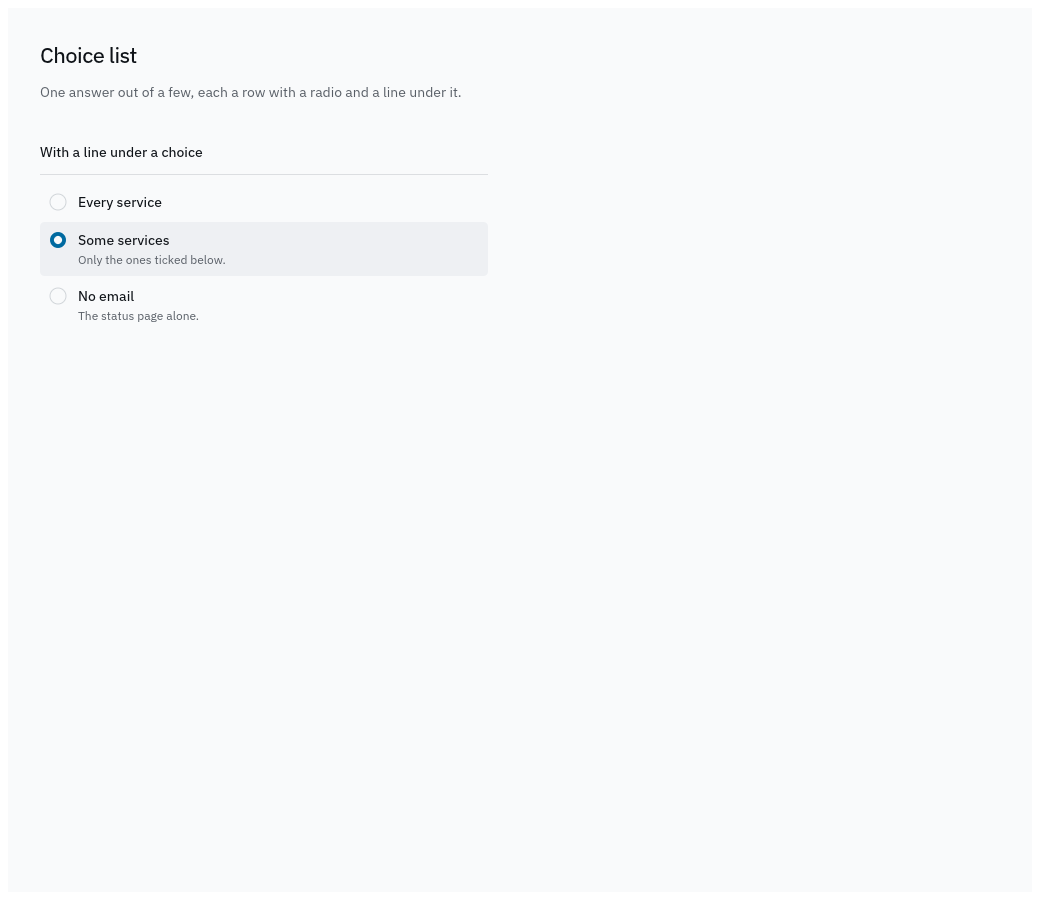 Choice list
One answer out of a few, each a row with a radio and a line under it.
With a line under a choice
Every service
Some services
Only the ones ticked below.
No email
The status page alone.